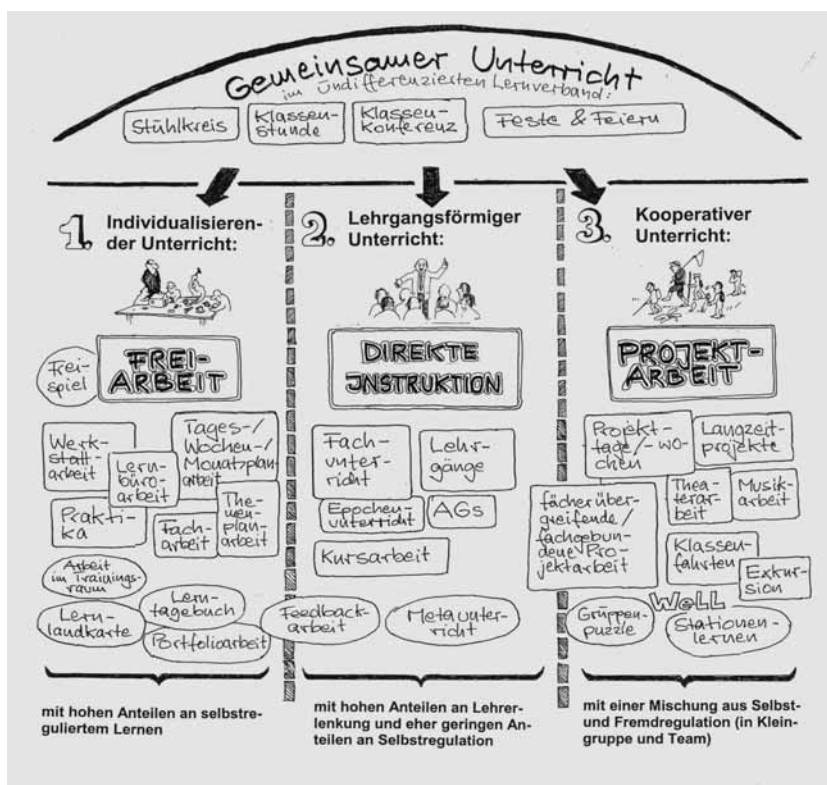 Gemeinsamer Unterricht
im Undifferenzierten Lernverband:
Stuhlkreis
Klassen-
stunde
Klassen-
konferenz
Feste & Feiern
1. Individualisieren-
der Unterricht:
FREI-
ARBEIT
Frei-
spiel
Werk-
statt-
arbeit
Lern-
büro-
arbeit
Tages-/
Wochen-/
Monatsplan-
arbeit
Prakti-
ka
Fach-
arbeit
The-
men-
plan-
arbeit
Arbeit
im Trainings-
raum
Lern-
landkarte
Lern-
tagebuch
Portfolioarbeit
mit hohen Anteilen an selbstre-
guliertem Lernen
2. Lehrgangsförmiger
Unterricht:
DIREKTE
INSTRUKTION
Fach-
unter-
richt
Lehr-
gänge
Eppchen-
unterricht
AGs
Kursarbeit
Feedback-
arbeit
Metaunter-
richt
mit hohen Anteilen an Lehrer-
lenkung und eher geringen An-
teilen an Selbstregulation
3. Kooperativer
Unterricht:
PROJEKT-
ARBEIT
Projekt-
tage/-wo-
chen
Langzeit-
projekte
fächerüber-
greifende/
fachgebun-
dene Pro-
jektarbeit
Thea-
terar-
beit
Musik-
arbeit
Klassen-
fahrten
Exkur-
sion
WELL
Gruppen-
puzzle
Stationen-
lernen
mit einer Mischung aus Selbst-
und Fremdregulation (in Klein-
gruppe und Team)